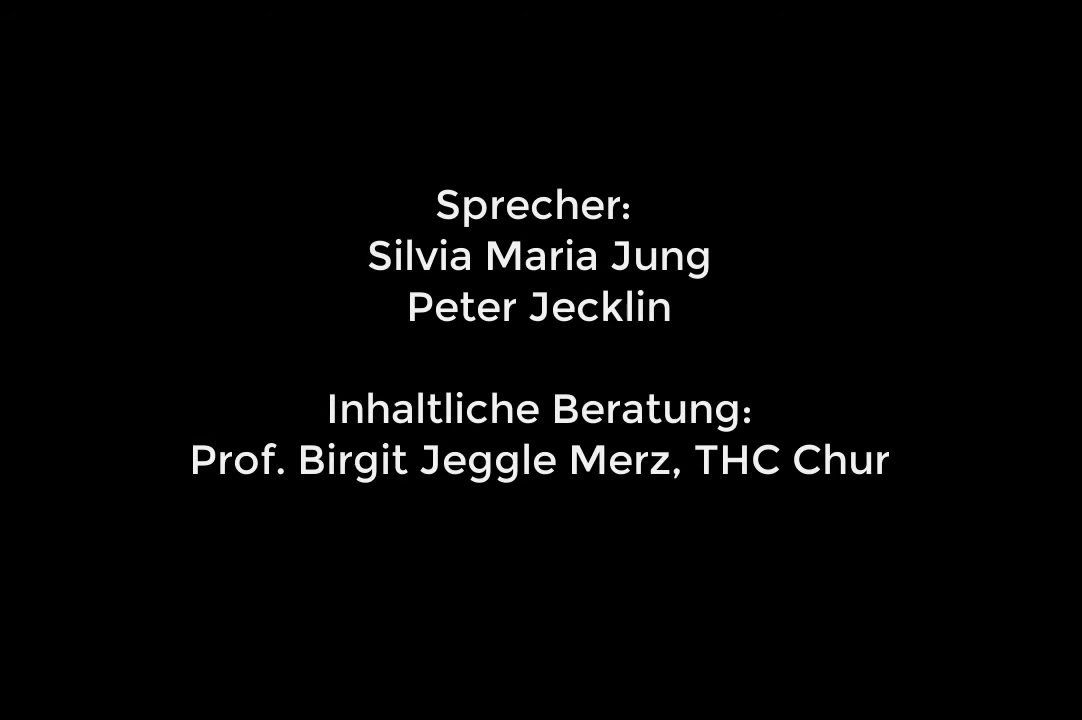 Sprecher:
Silvia Maria Jung
Peter Jecklin
Inhaltliche Beratung:
Prof. Birgit Jeggle Merz, THC Chur